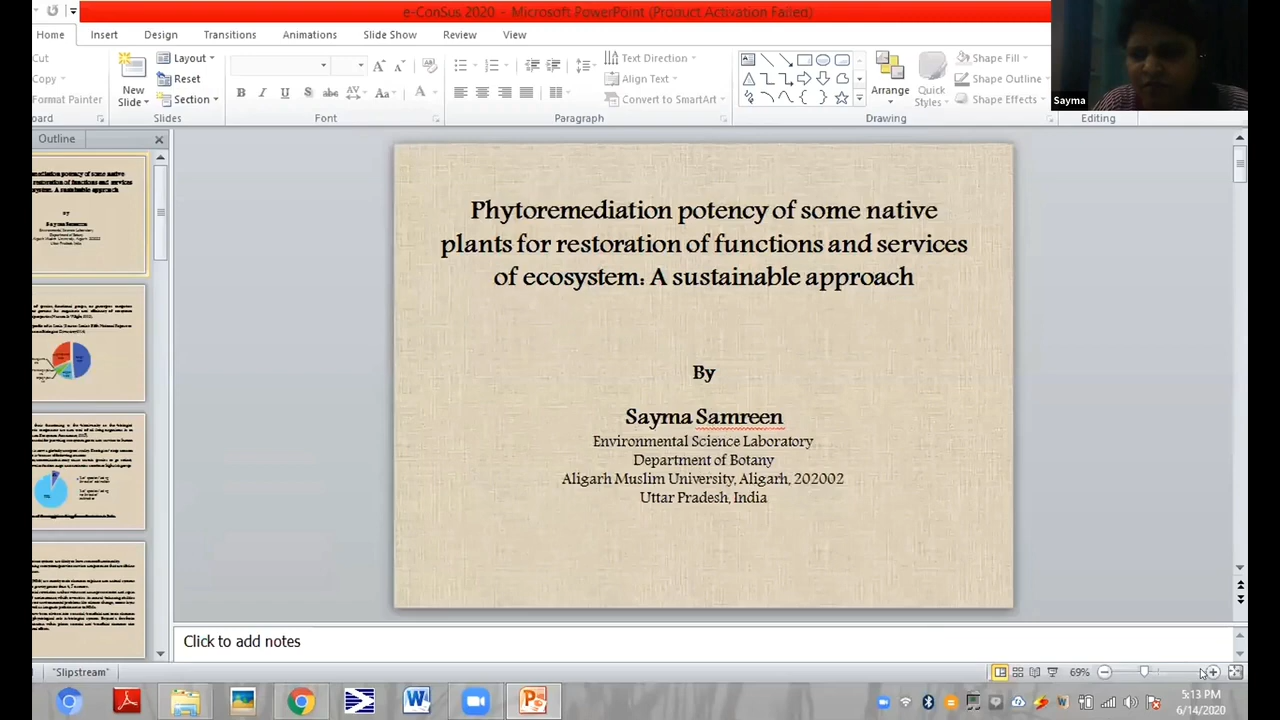 e-ConSus 2020 - Microsoft PowerPoint (Product Activation Failed)
Home Insert Design Transitions Animations Slide Show Review View
Cut
Copy
Format Painter
New
Slide
Layout
Reset
Section
Slides
B I U S abc AV Aa A
Font
Text Direction
Align Text
Convert to SmartArt
Paragraph
Arrange
Quick
Styles
Shape Fill
Shape Outline
Shape Effects
Drawing
Editing
Sayma
Outline
Phytoremediation potency of some native
plants for restoration of functions and services
of ecosystem: A sustainable approach
By
Sayma Samreen
Environmental Science Laboratory
Department of Botany
Aligarh Muslim University, Aligarh, 202002
Uttar Pradesh, India
Click to add notes
"Slipstream"
69%
5:13 PM
6/14/2020